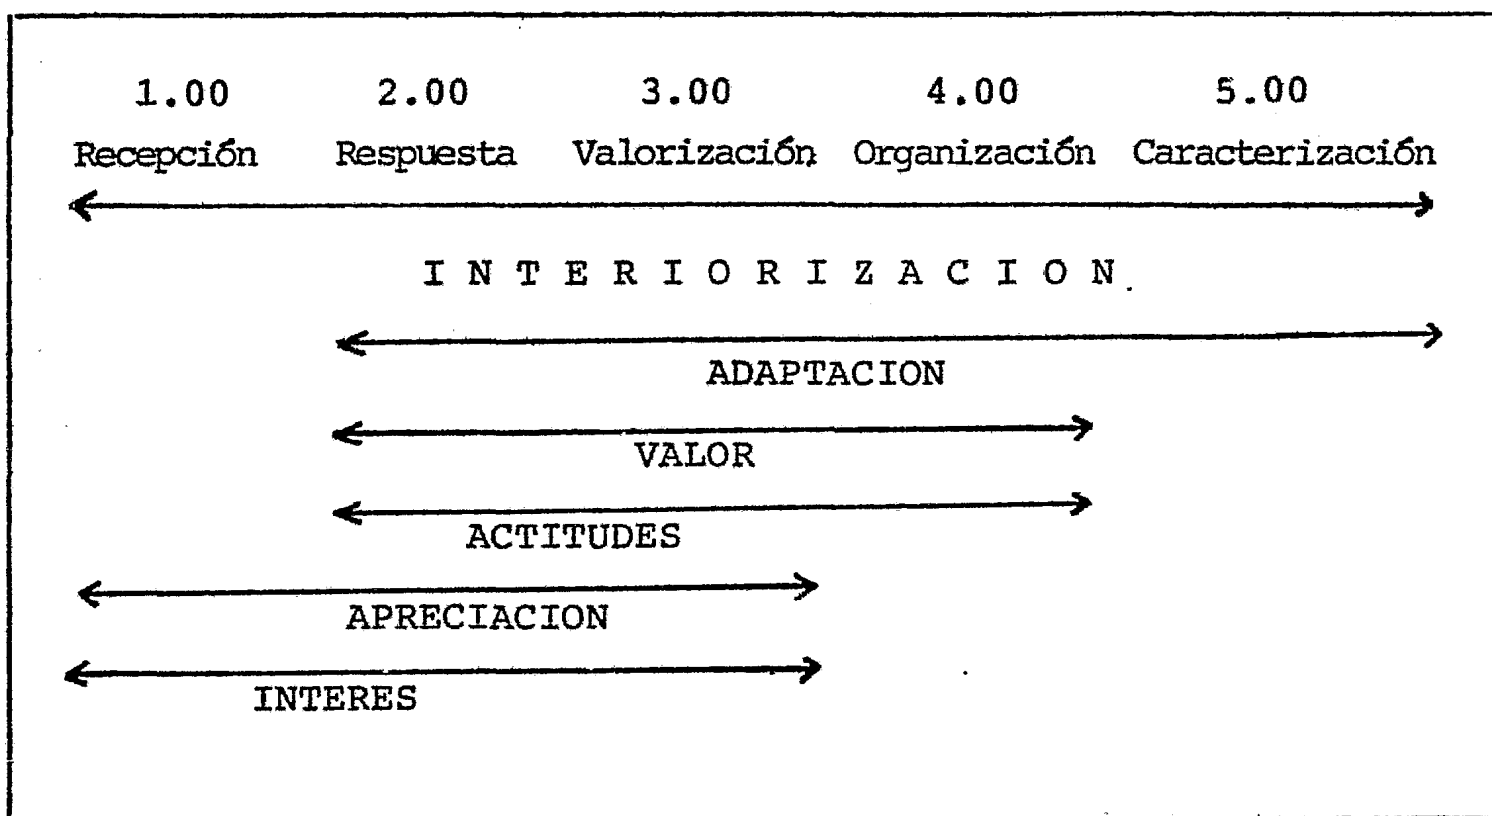 1.00 2.00 3.00 4.00 5.00
Recepción Respuesta Valorización Organización Caracterización
I N T E R I O R I Z A C I O N
ADAPTACION
VALOR
ACTITUDES
APRECIACION
INTERES